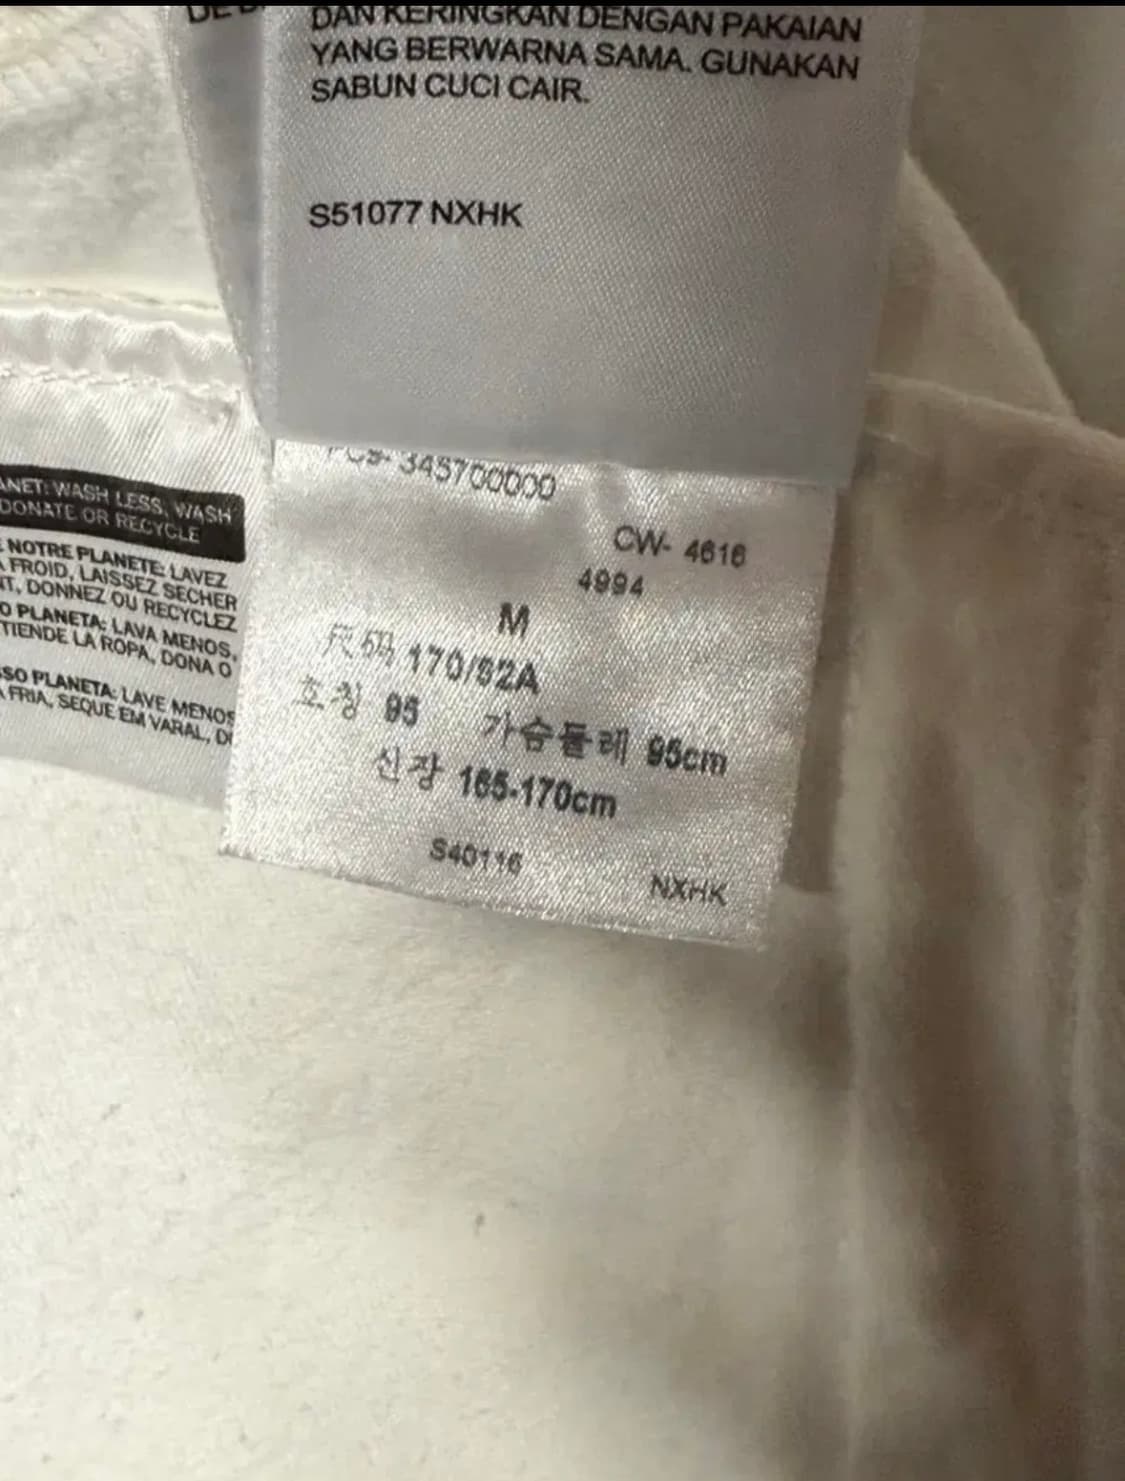 DAN KERINGKAN DENGAN PAKAIAN
YANG BERWARNA SAMA. GUNAKAN
SABUN CUCI CAIR.
S51077 NXHK
345700000
CW- 4616
4994
M
尺码 170/92A
호칭 95 가슴둘레 95cm
신장 165-170cm
S40116
NXHK
ANET: WASH LESS, WASH
DONATE OR RECYCLE
NOTRE PLANETE: LAVEZ
FROID, LAISSEZ SECHER
NT, DONNEZ OU RECYCLEZ
O PLANETA: LAVA MENOS,
TIENDE LA ROPA, DONA O
SSO PLANETA: LAVE MENOS
A FRIA, SEQUE EM VARAL, D